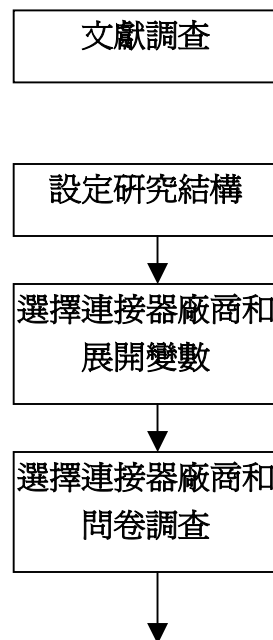 文獻調查
設定研究結構
選擇連接器廠商和
展開變數
選擇連接器廠商和
問卷調查